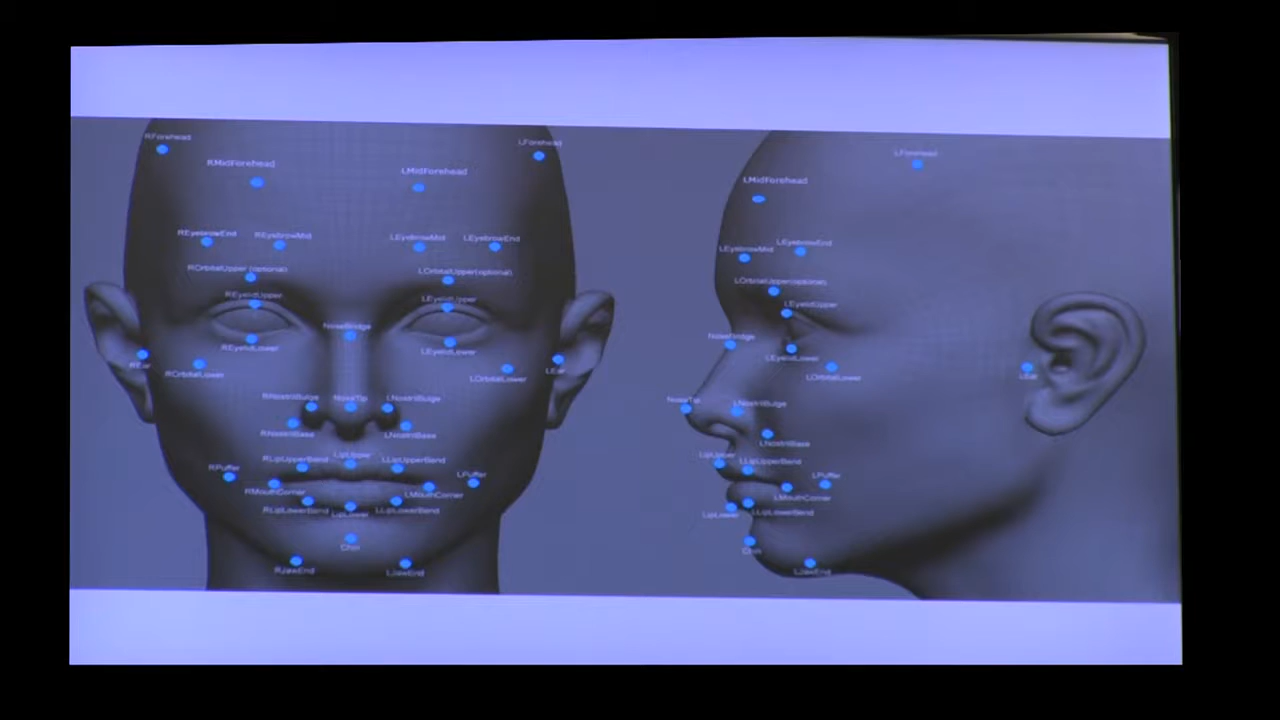 RForehead
LForehead
RMidForehead
LMidForehead
REyebrowEnd
REyebrowMid
LEyebrowMid
LEyebrowEnd
ROrbitalUpper (optional)
LOrbitalUpper(optional)
REyelidUpper
LEyelidUpper
NoseBridge
REyelidLower
LEyelidLower
REar
LEar
ROrbitalLower
LOrbitalLower
RNostrilBulge
NoseTip
LNostrilBulge
RNostrilBase
LNostrilBase
RLipUpperBend
LipUpper
LLipUpperBend
RPuffer
LPuffer
RMouthCorner
LMouthCorner
RLipLowerBend
LipLower
LLipLowerBend
Chin
RJawEnd
LJawEnd
LForehead
LMidForehead
LEyebrowMid
LEyebrowEnd
LOrbitalUpper(optional)
LEyelidUpper
NoseBridge
LEyelidLower
LOrbitalLower
LEar
NoseTip
LNostrilBulge
LNostrilBase
LipUpper
LLipUpperBend
LPuffer
LMouthCorner
LipLower
LLipLowerBend
Chin
LJawEnd